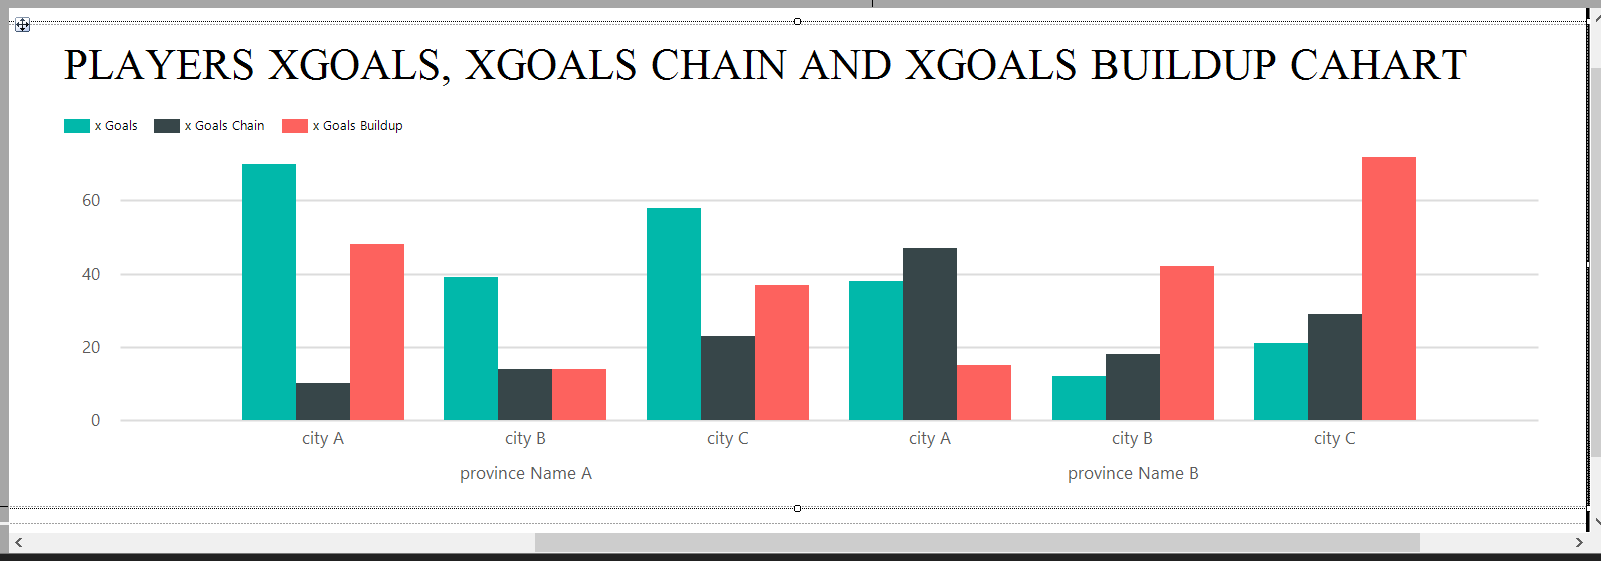 PLAYERS XGOALS, XGOALS CHAIN AND XGOALS BUILDUP CAHART
x Goals x Goals Chain x Goals Buildup
60
40
20
0
city A city B city C city A city B city C
province Name A province Name B